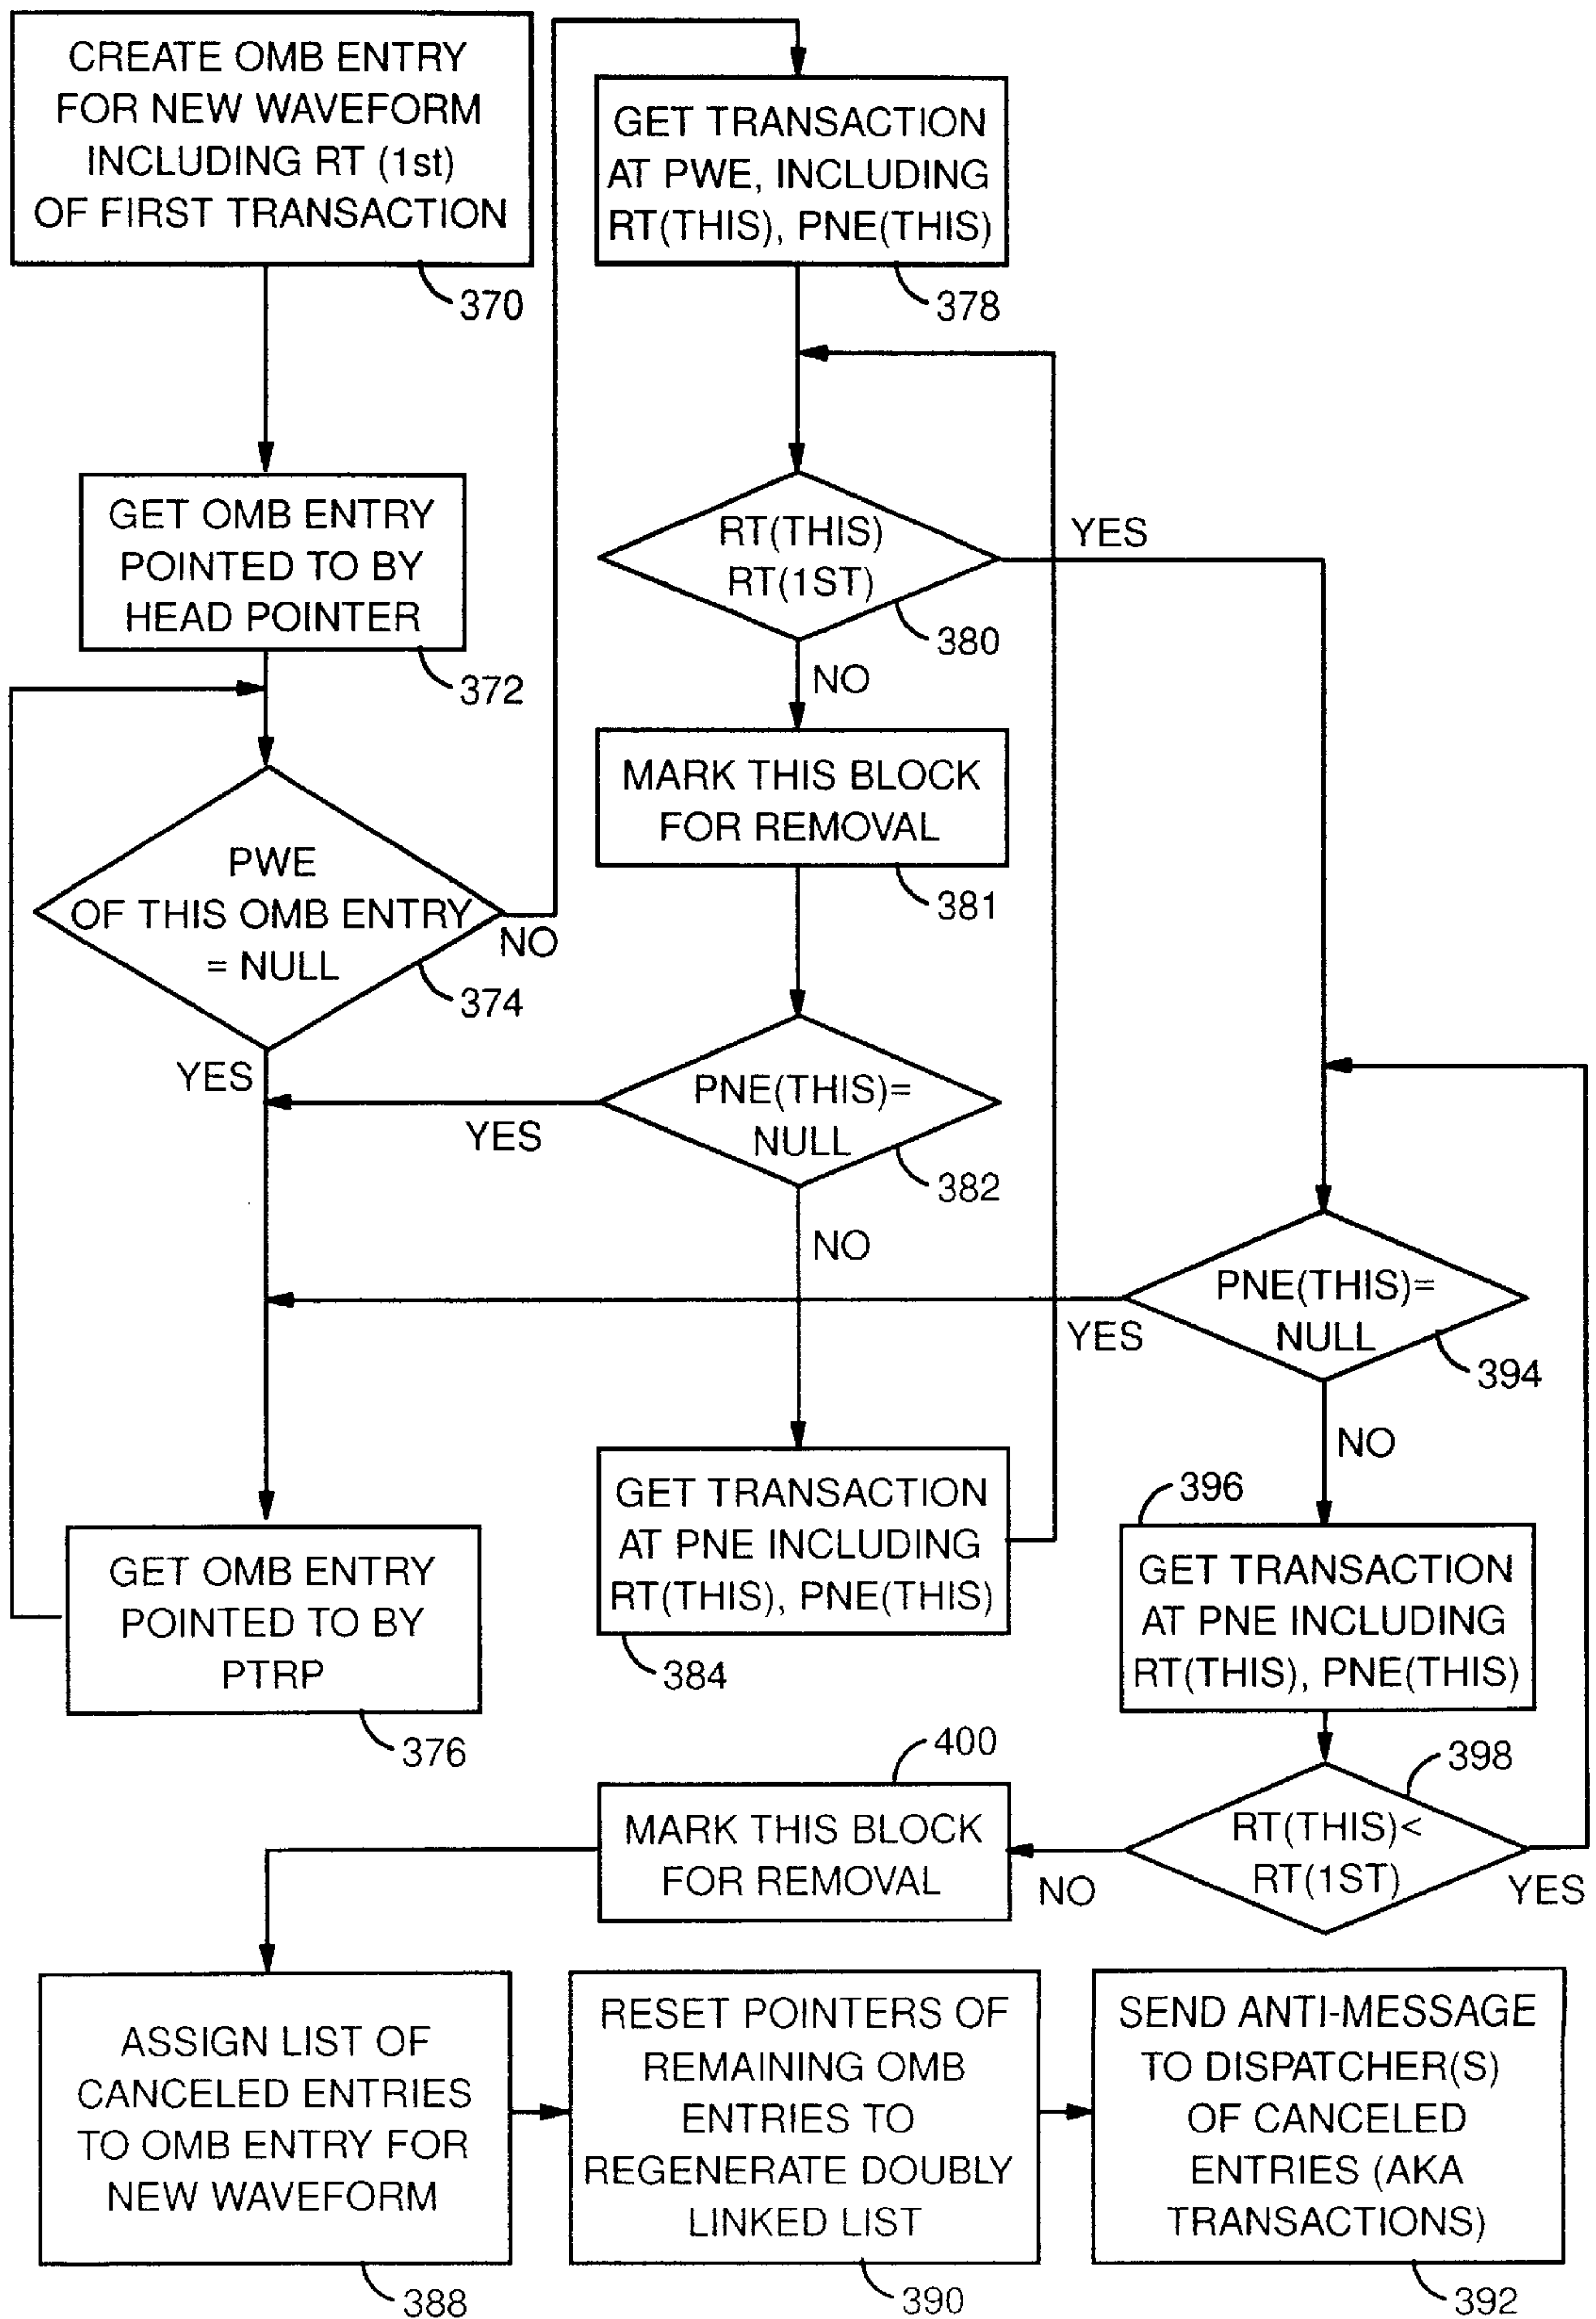 CREATE OMB ENTRY
FOR NEW WAVEFORM
INCLUDING RT (1st)
OF FIRST TRANSACTION
370
GET OMB ENTRY
POINTED TO BY
HEAD POINTER
372
PWE
OF THIS OMB ENTRY
= NULL
NO
374
YES
GET OMB ENTRY
POINTED TO BY
PTRP
376
GET TRANSACTION
AT PWE, INCLUDING
RT(THIS), PNE(THIS)
378
RT(THIS)
RT(1ST)
YES
380
NO
MARK THIS BLOCK
FOR REMOVAL
381
PNE(THIS)=
NULL
YES
382
NO
GET TRANSACTION
AT PNE INCLUDING
RT(THIS), PNE(THIS)
384
PNE(THIS)=
NULL
YES
394
NO
396
GET TRANSACTION
AT PNE INCLUDING
RT(THIS), PNE(THIS)
398
RT(THIS)<
RT(1ST)
YES
NO
400
MARK THIS BLOCK
FOR REMOVAL
ASSIGN LIST OF
CANCELED ENTRIES
TO OMB ENTRY FOR
NEW WAVEFORM
388
RESET POINTERS OF
REMAINING OMB
ENTRIES TO
REGENERATE DOUBLY
LINKED LIST
390
SEND ANTI-MESSAGE
TO DISPATCHER(S)
OF CANCELED
ENTRIES (AKA
TRANSACTIONS)
392